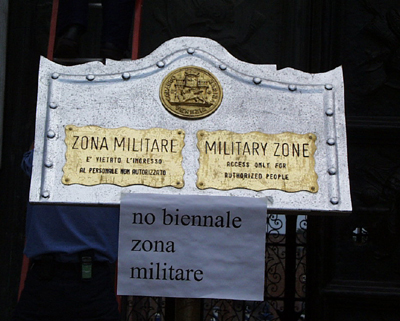 ZONA MILITARE
E' VIETATO L'INGRESSO
AL PERSONALE NON AUTORIZZATO
MILITARY ZONE
ACCESS ONLY FOR
AUTHORIZED PEOPLE
no biennale
zona
militare